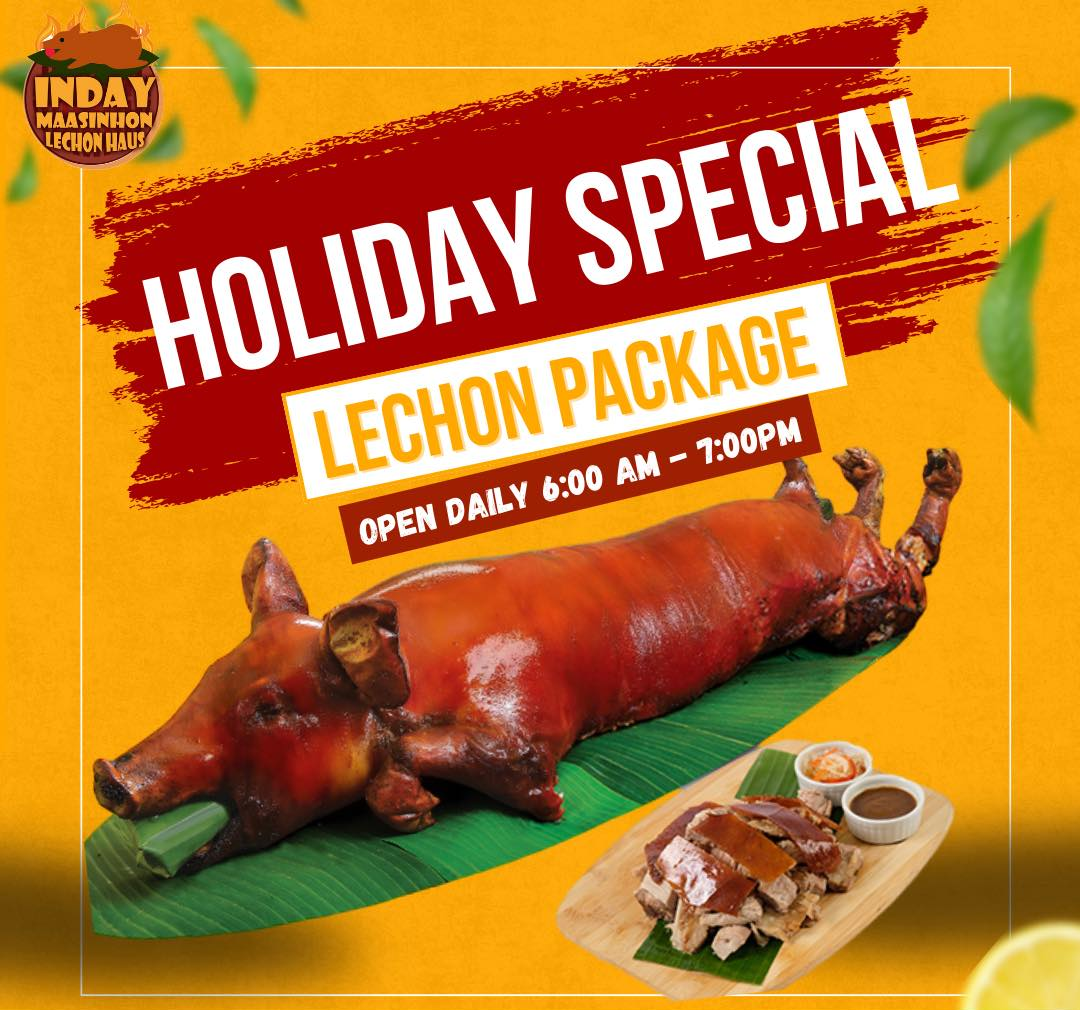 INDAY
MAASINHON
LECHON HAUS
HOLIDAY SPECIAL
LECHON PACKAGE
OPEN DAILY 6:00 AM – 7:00PM